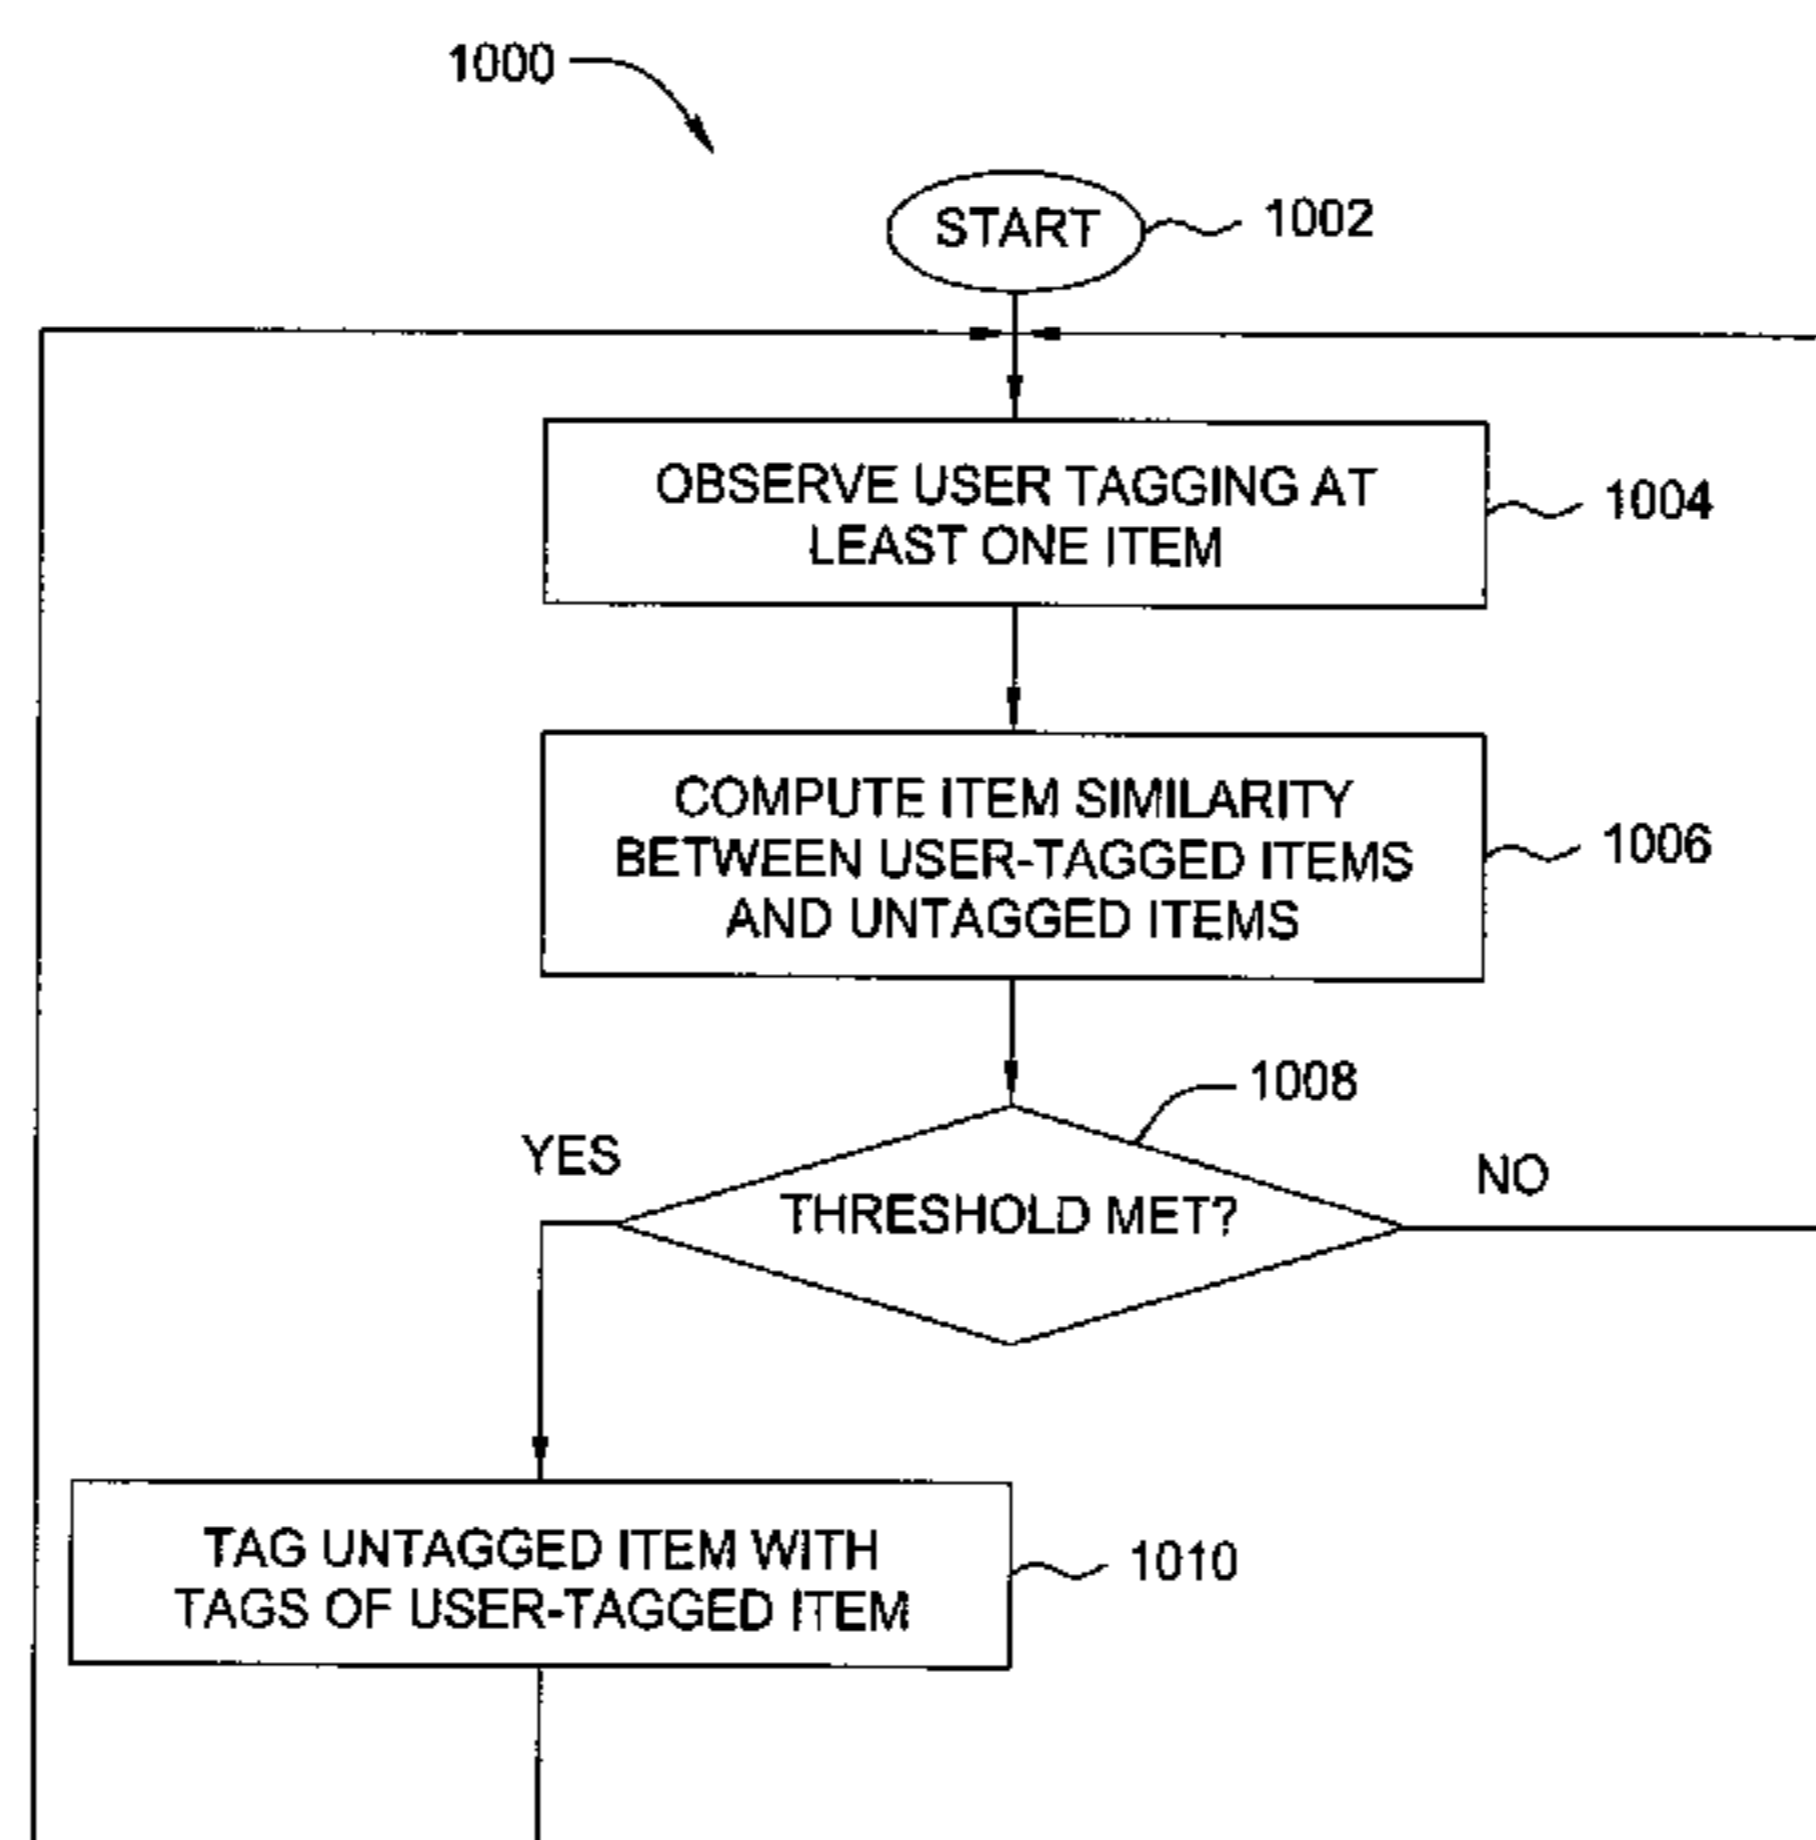 1000
START
1002
OBSERVE USER TAGGING AT
LEAST ONE ITEM
1004
COMPUTE ITEM SIMILARITY
BETWEEN USER-TAGGED ITEMS
AND UNTAGGED ITEMS
1006
1008
YES
NO
THRESHOLD MET?
TAG UNTAGGED ITEM WITH
TAGS OF USER-TAGGED ITEM
1010